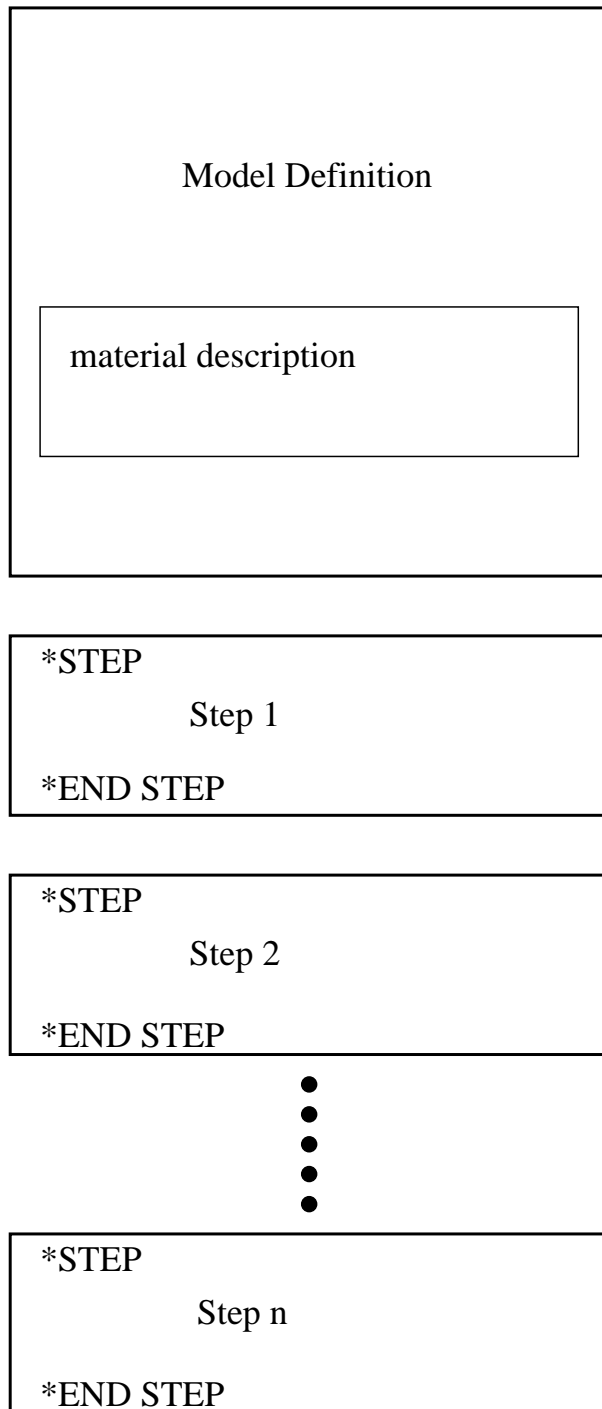 Model Definition
material description
*STEP
Step 1
*END STEP
*STEP
Step 2
*END STEP
*STEP
Step n
*END STEP